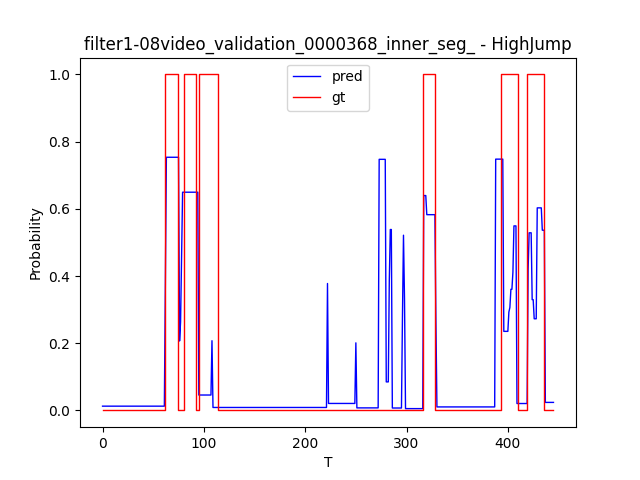 filter1-08video_validation_0000368_inner_seg_ - HighJump
pred
gt
Probability
1.0
0.8
0.6
0.4
0.2
0.0
0
100
200
300
400
T